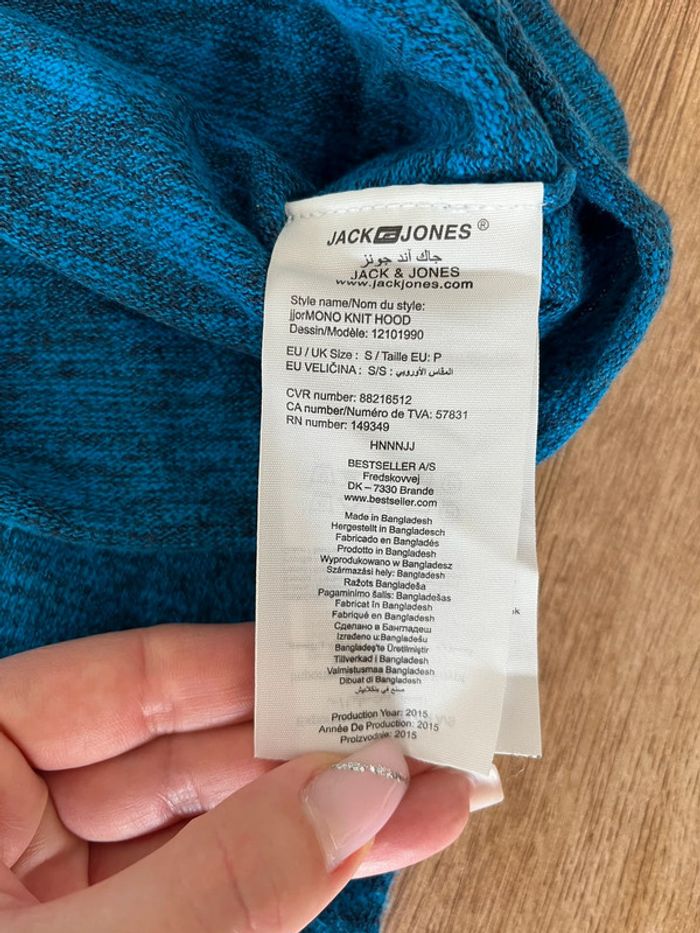 JACK JONES ®
جاك آند جونز
JACK & JONES
www.jackjones.com
Style name/Nom du style:
jjorMONO KNIT HOOD
Dessin/Modèle: 12101990
EU / UK Size : S / Taille EU: P
EU VELIČINA : S/S : المقاس الأوروبي
CVR number: 88216512
CA number/Numéro de TVA: 57831
RN number: 149349
HNNNJJ
BESTSELLER A/S
Fredskovvej
DK – 7330 Brande
www.bestseller.com
Made in Bangladesh
Hergestellt in Bangladesch
Fabricado en Bangladés
Prodotto in Bangladesh
Wyprodukowano w Bangladesz
Származási hely: Bangladesh
Ražots Bangladeša
Pagaminimo šalis: Bangladešas
Fabricat în Bangladesh
Fabriqué en Bangladesh
Сделано в Бангладеш
Izrađeno u:Bangladešu
Bangladeş'te Üretilmiştir
Tillverkad i Bangladesh
Valmistusmaa Bangladesh
Dibuat di Bangladesh
صنع في بنكلاديش
Production Year: 2015
Année De Production: 2015
Proizvodnje: 2015